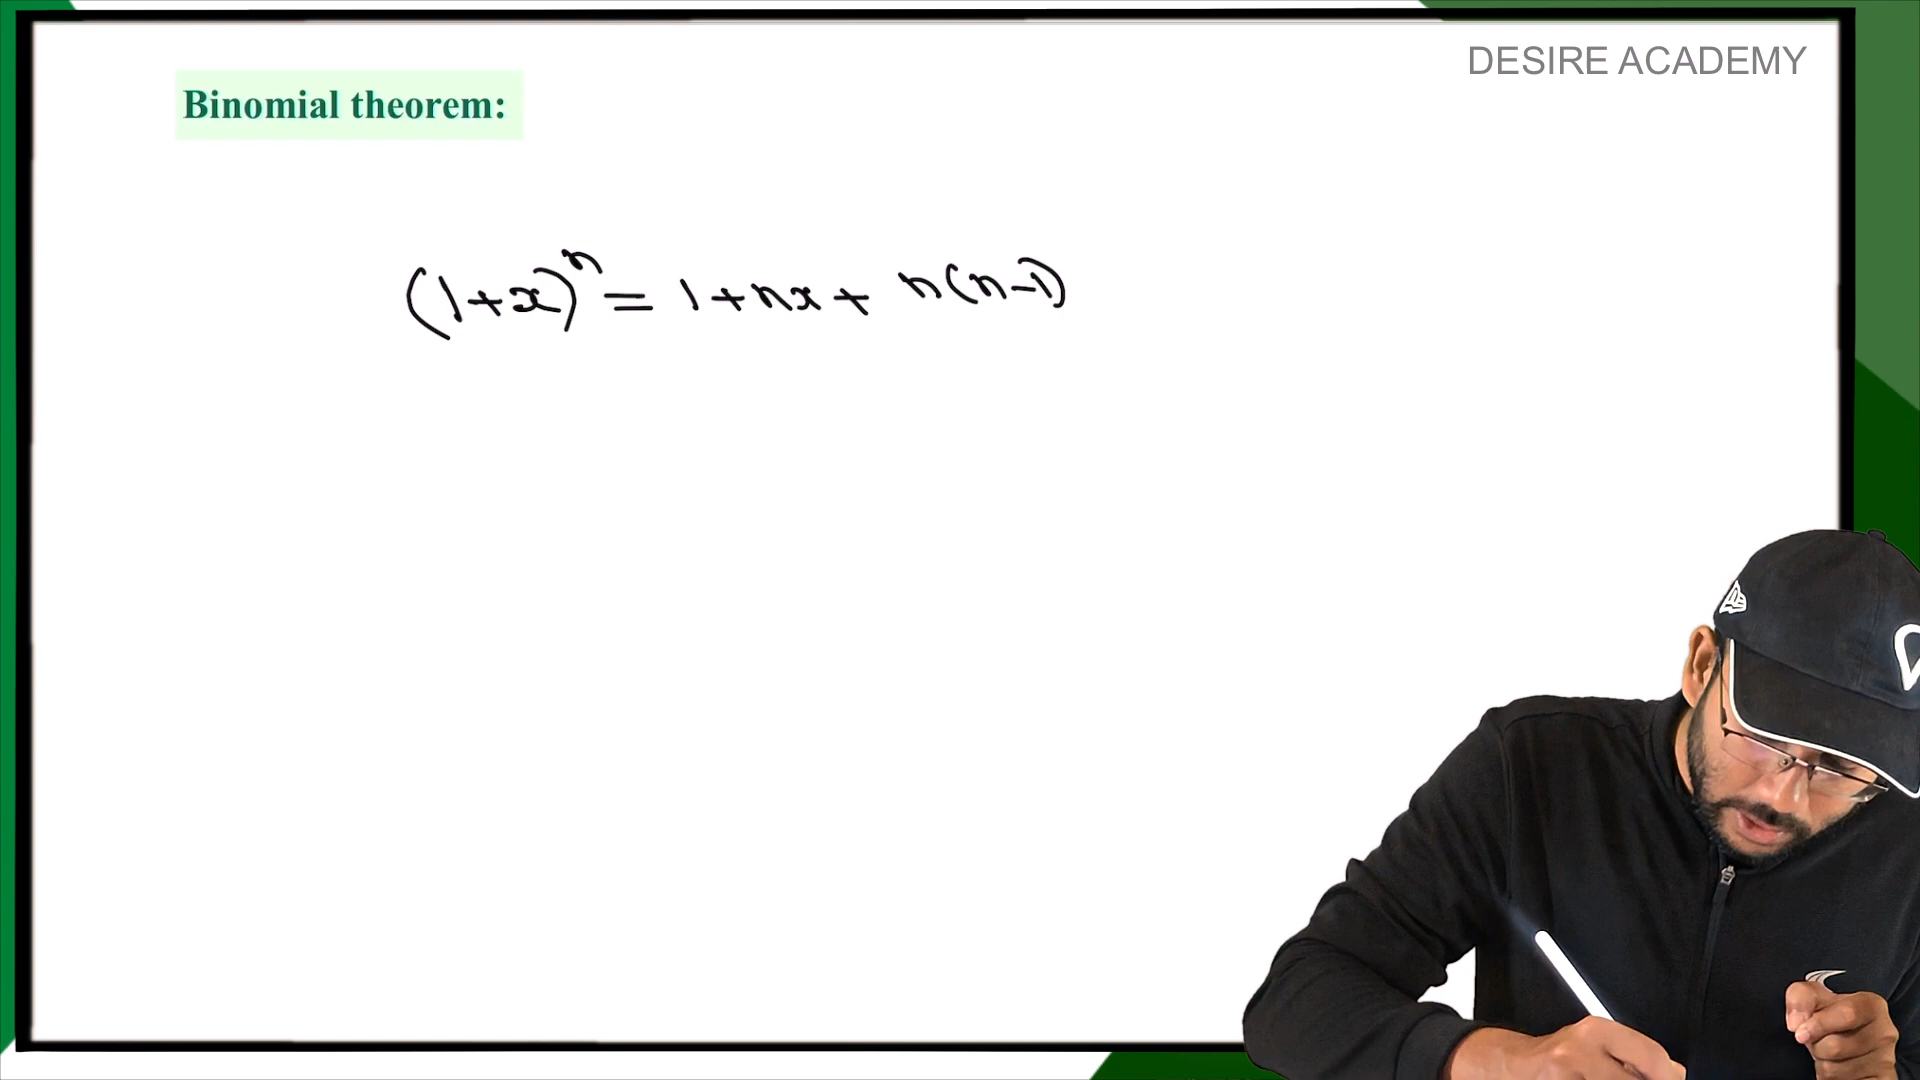 DESIRE ACADEMY
Binomial theorem:
(1+x)ⁿ = 1+nx+ n(n-1)